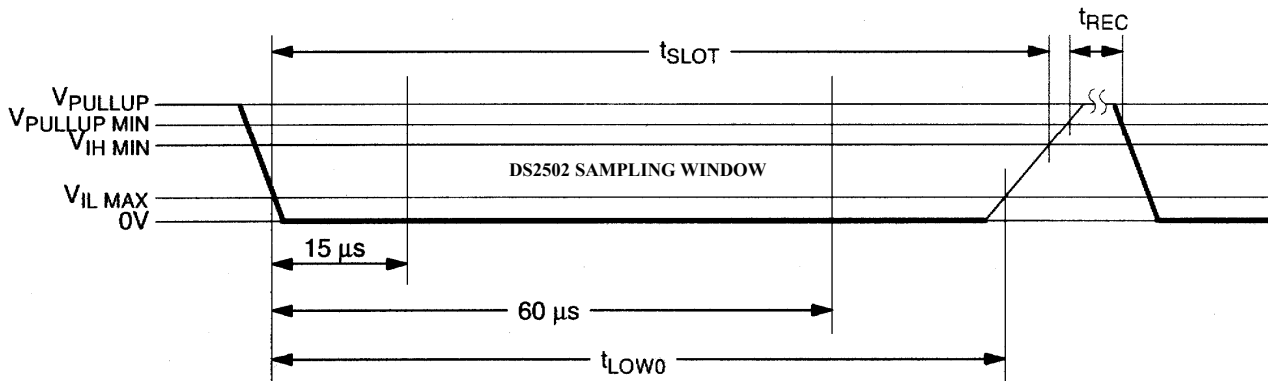 tREC
tSLOT
VPULLUP
VPULLUP MIN
VIH MIN
DS2502 SAMPLING WINDOW
VIL MAX
0V
15 µs
60 µs
tLOW0